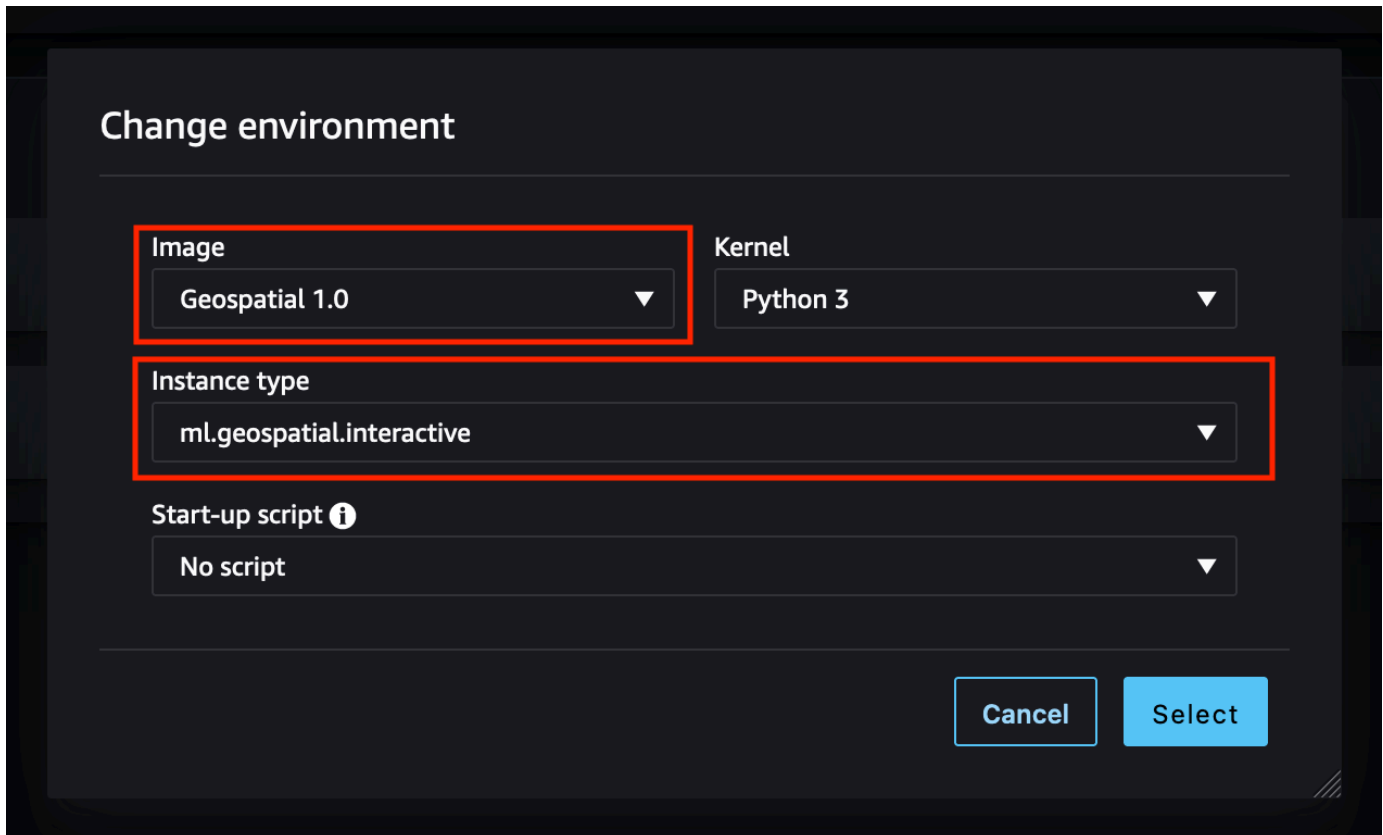 Change environment
Image
Geospatial 1.0
Kernel
Python 3
Instance type
ml.geospatial.interactive
Start-up script
No script
Cancel
Select